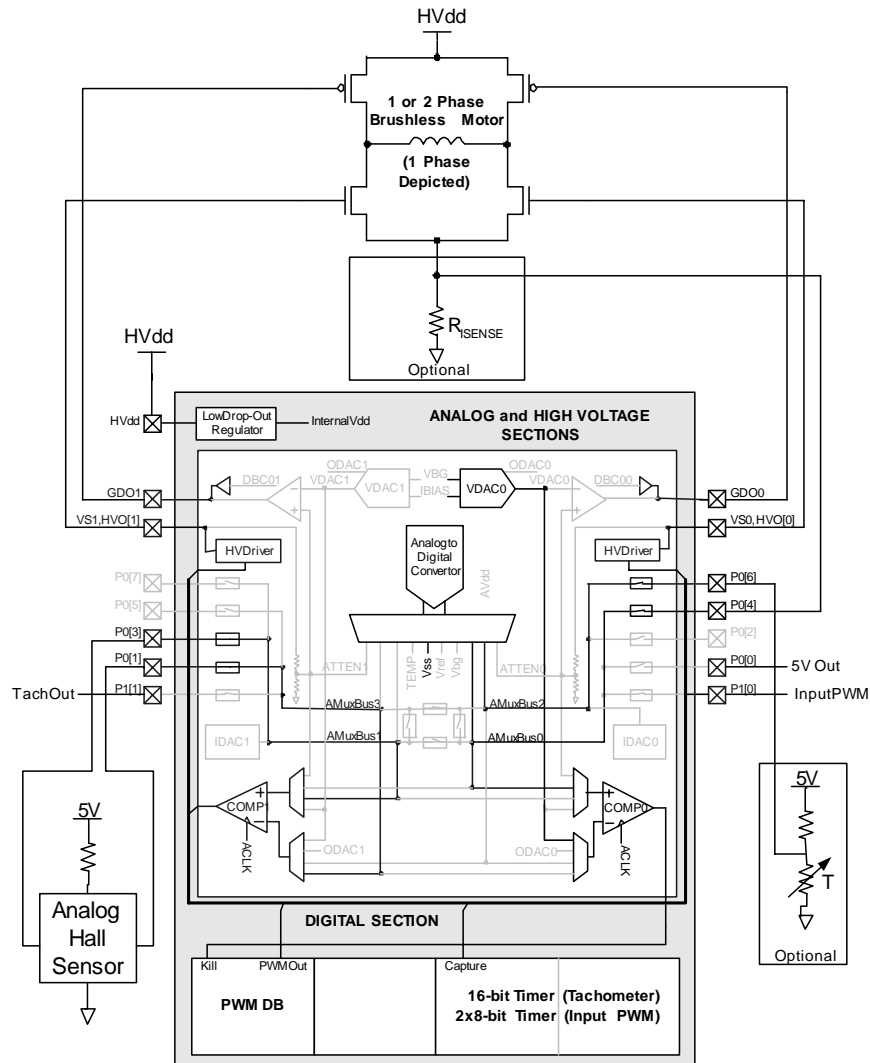 HVdd
1 or 2 Phase
Brushless Motor
(1 Phase
Depicted)
RISENSE
Optional
HVdd
HVdd
LowDrop-Out
Regulator
InternalVdd
ANALOG and HIGH VOLTAGE
SECTIONS
ODAC1
VBG
ODAC0
DBC01
VDAC1
VDAC1
IBIAS
VDAC0
VDAC0
DBC00
GDO1
GDO0
VS1,HVO[1]
VS0,HVO[0]
HVDriver
HVDriver
Analogto
Digital
Convertor
AVdd
P0[7]
P0[6]
P0[5]
P0[4]
P0[3]
P0[2]
P0[1]
P0[0]
5V Out
TachOut
P1[1]
P1[0]
InputPWM
ATTEN1
TEMP
Vss
Vref
Vbg
ATTEN0
AMuxBus3
AMuxBus2
AMuxBus1
AMuxBus0
IDAC1
IDAC0
COMP1
COMP0
ACLK
ACLK
ODAC1
ODAC0
5V
Analog
Hall
Sensor
5V
T
Optional
DIGITAL SECTION
Kill
PWMOut
Capture
PWM DB
16-bit Timer (Tachometer)
2x8-bit Timer (Input PWM)